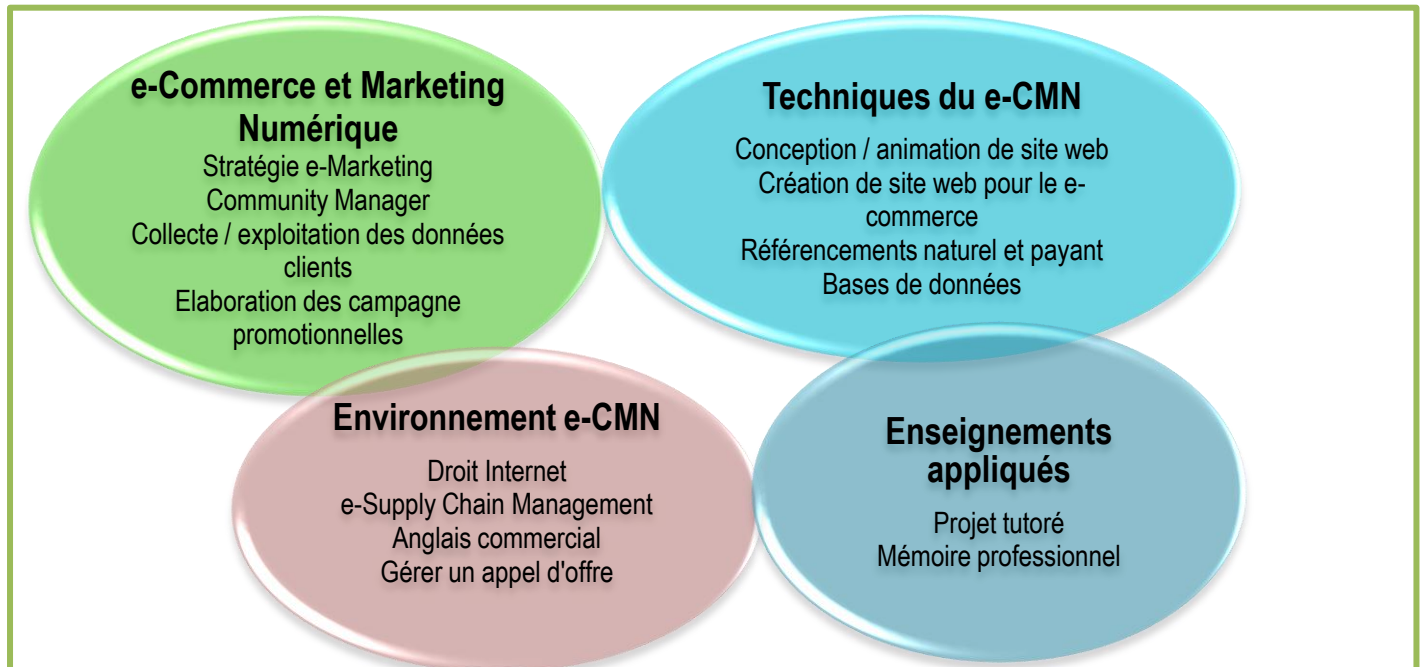 e-Commerce et Marketing
Numérique
Stratégie e-Marketing
Community Manager
Collecte / exploitation des données
clients
Elaboration des campagne
promotionnelles
Techniques du e-CMN
Conception / animation de site web
Création de site web pour le e-
commerce
Référencements naturel et payant
Bases de données
Environnement e-CMN
Droit Internet
e-Supply Chain Management
Anglais commercial
Gérer un appel d'offre
Enseignements
appliqués
Projet tutoré
Mémoire professionnel